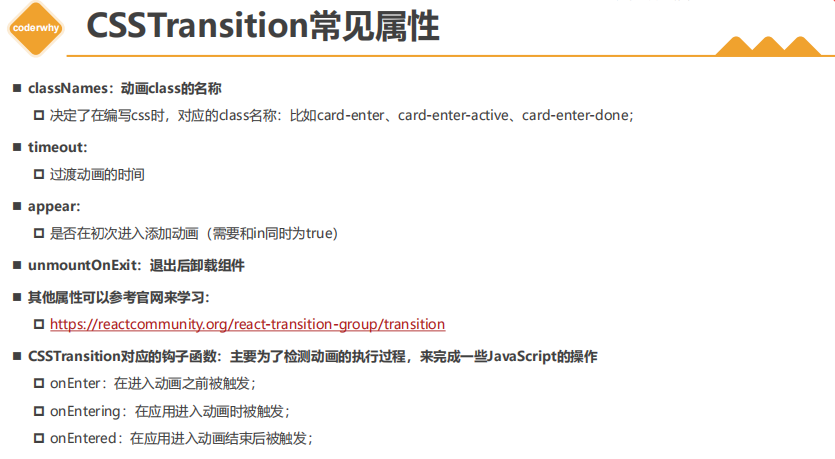 coderwhy
CSSTransition常见属性
classNames：动画class的名称
决定了在编写css时，对应的class名称：比如card-enter、card-enter-active、card-enter-done；
timeout：
过渡动画的时间
appear：
是否在初次进入添加动画（需要和in同时为true）
unmountOnExit：退出后卸载组件
其他属性可以参考官网来学习：
https://reactcommunity.org/react-transition-group/transition
CSSTransition对应的钩子函数：主要为了检测动画的执行过程，来完成一些JavaScript的操作
onEnter：在进入动画之前被触发；
onEntering：在应用进入动画时被触发；
onEntered：在应用进入动画结束后被触发；